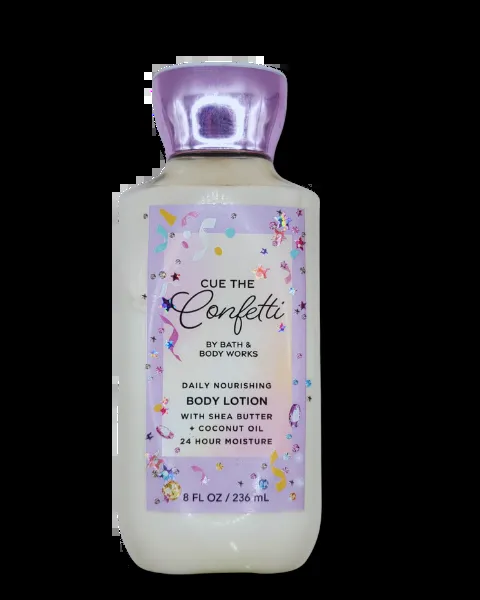 CUE THE
Confetti
BY BATH &
BODY WORKS
DAILY NOURISHING
BODY LOTION
WITH SHEA BUTTER
+ COCONUT OIL
24 HOUR MOISTURE
8 FL OZ / 236 mL